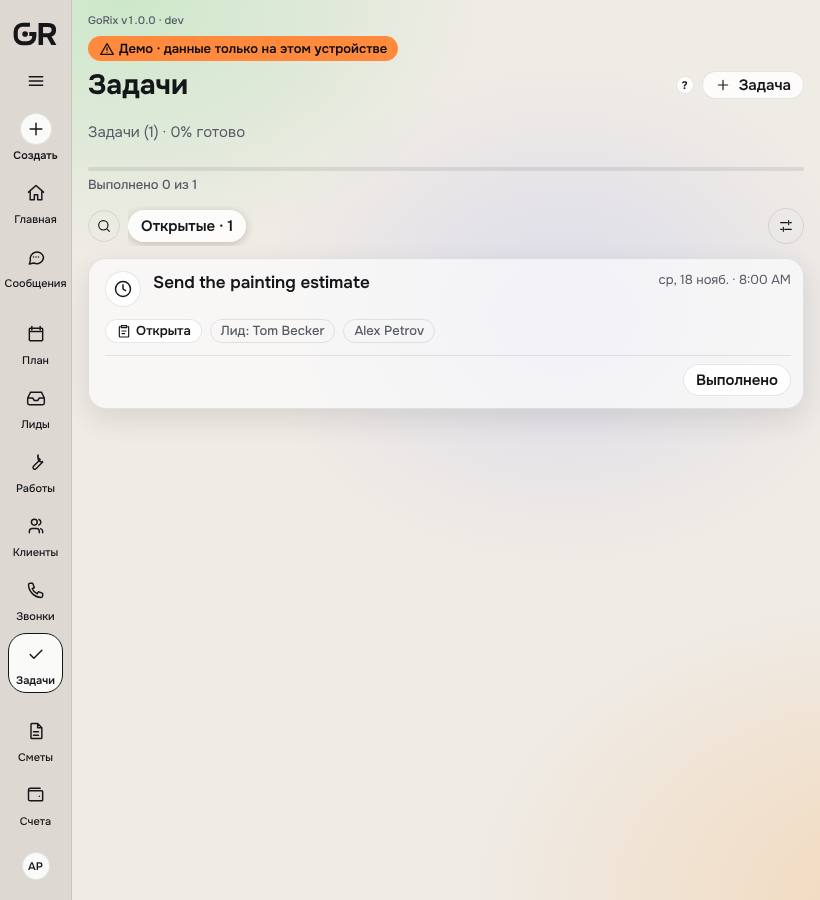 GR
GoRix v1.0.0 · dev
Демо · данные только на этом устройстве
Задачи
?
Задача
Задачи (1) · 0% готово
Выполнено 0 из 1
Открытые · 1
Send the painting estimate
ср, 18 нояб. · 8:00 AM
Открыта
Лид: Tom Becker
Alex Petrov
Выполнено
Создать
Главная
Сообщения
План
Лиды
Работы
Клиенты
Звонки
Задачи
Сметы
Счета
AP